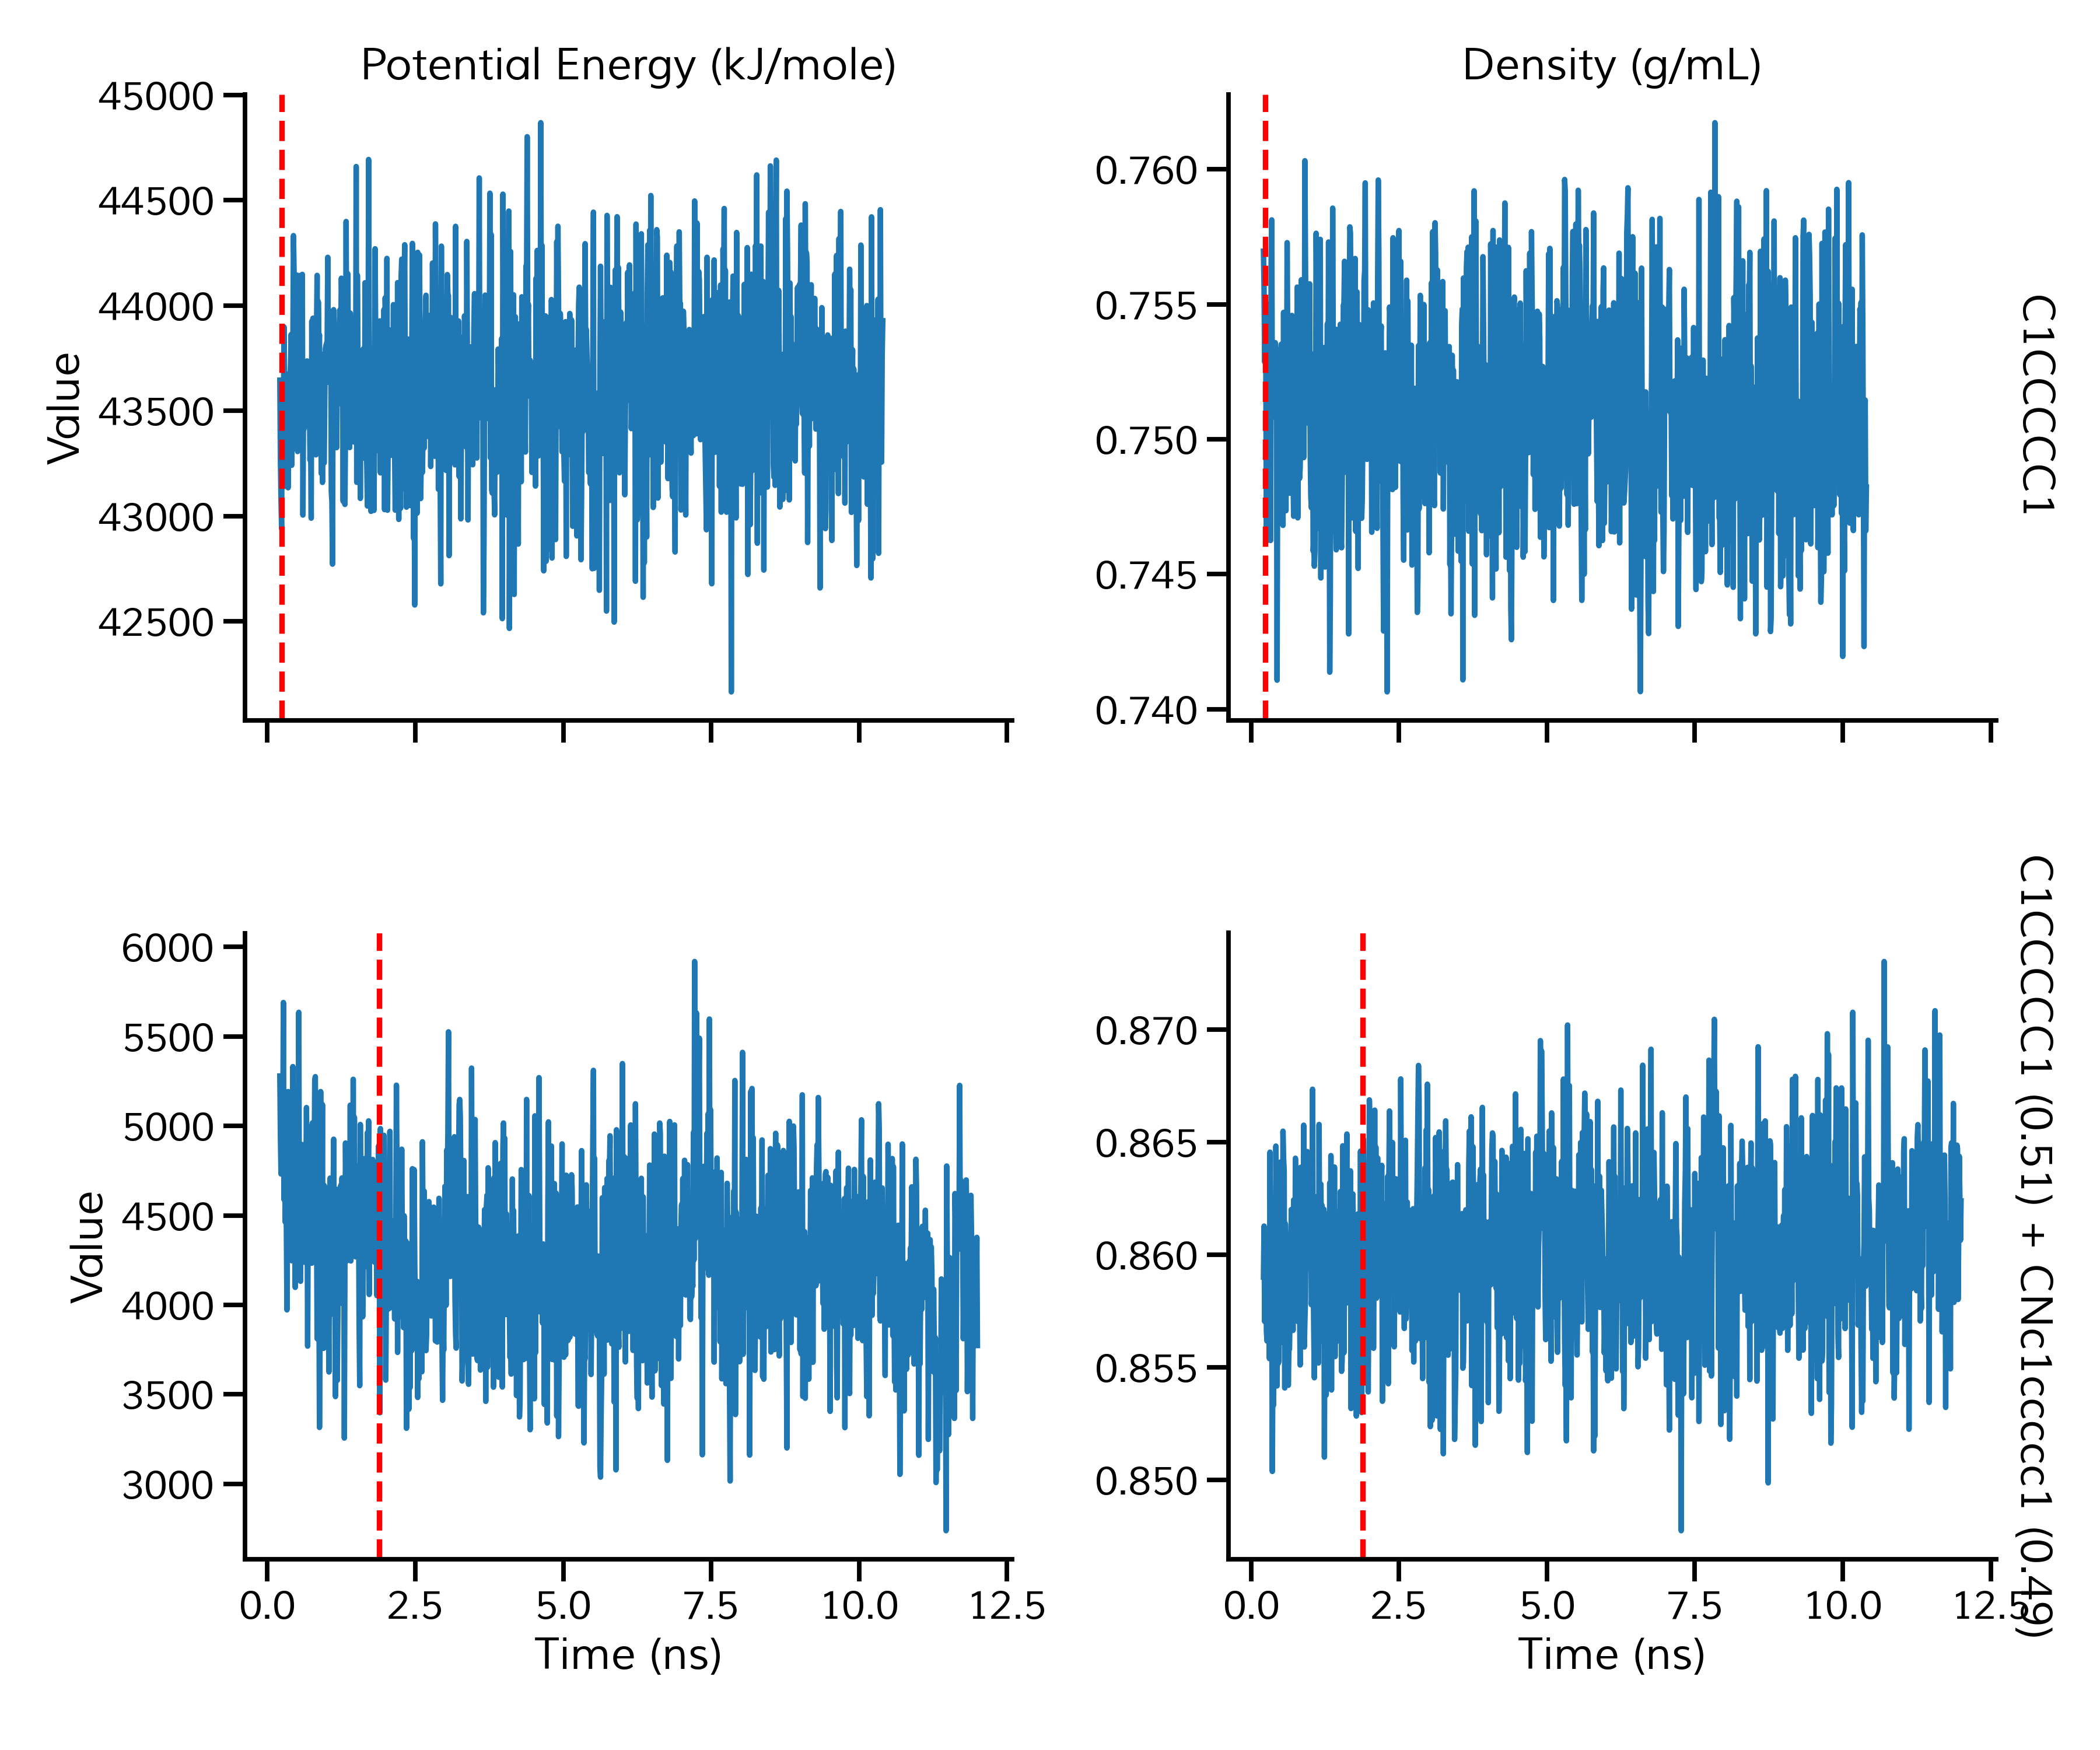 Potential Energy (kJ/mole)
Density (g/mL)
45000
44500
44000
43500
43000
42500
Value
0.760
0.755
0.750
0.745
0.740
C1CCCCC1
6000
5500
5000
4500
4000
3500
3000
Value
0.0 2.5 5.0 7.5 10.0 12.5
Time (ns)
0.870
0.865
0.860
0.855
0.850
0.0 2.5 5.0 7.5 10.0 12.5
Time (ns)
C1CCCCC1 (0.51) + CNc1ccccc1 (0.49)